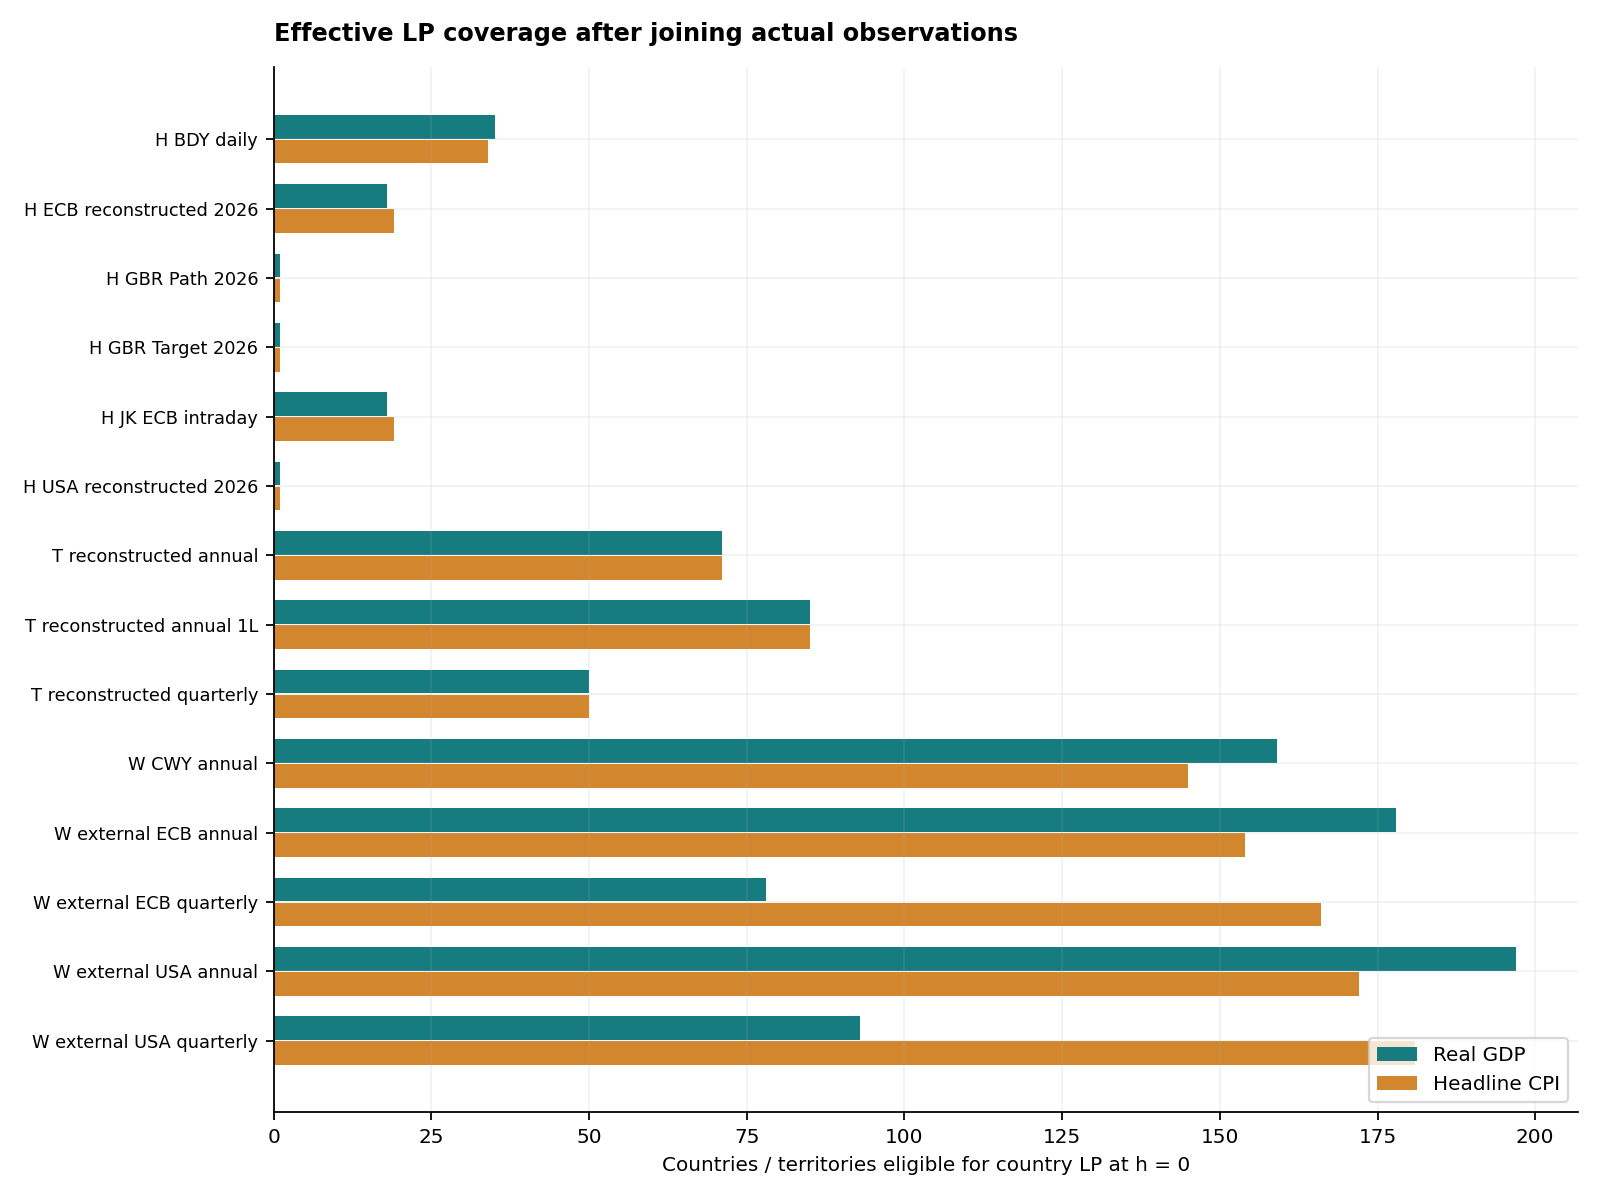 Effective LP coverage after joining actual observations
H BDY daily
H ECB reconstructed 2026
H GBR Path 2026
H GBR Target 2026
H JK ECB intraday
H USA reconstructed 2026
T reconstructed annual
T reconstructed annual 1L
T reconstructed quarterly
W CWY annual
W external ECB annual
W external ECB quarterly
W external USA annual
W external USA quarterly
Real GDP
Headline CPI
0 25 50 75 100 125 150 175 200
Countries / territories eligible for country LP at h = 0